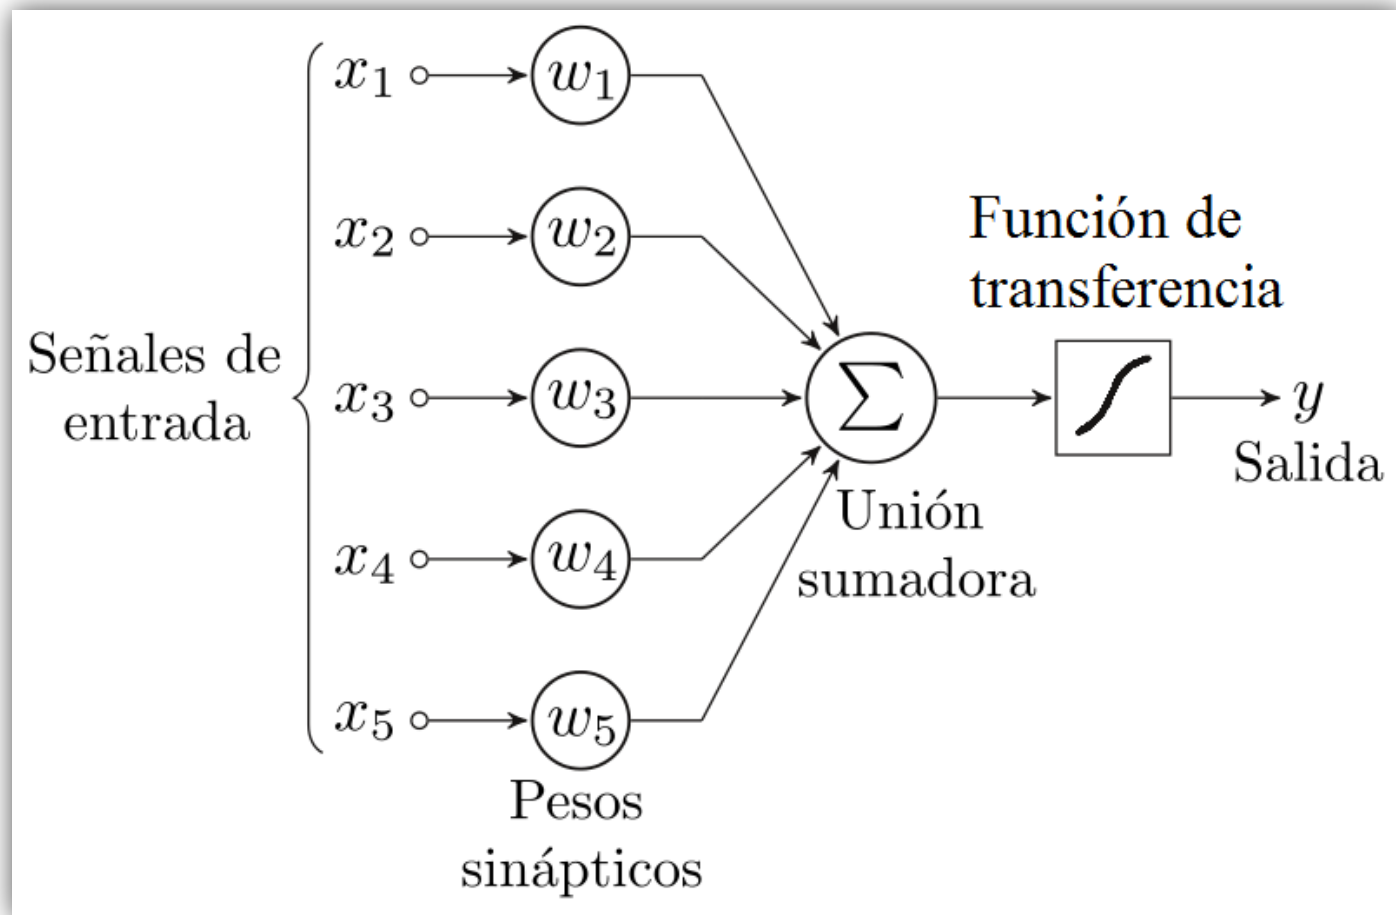 Señales de
entrada
x1
w1
x2
w2
x3
w3
x4
w4
x5
w5
Pesos
sinápticos
∑
Unión
sumadora
Función de
transferencia
y
Salida